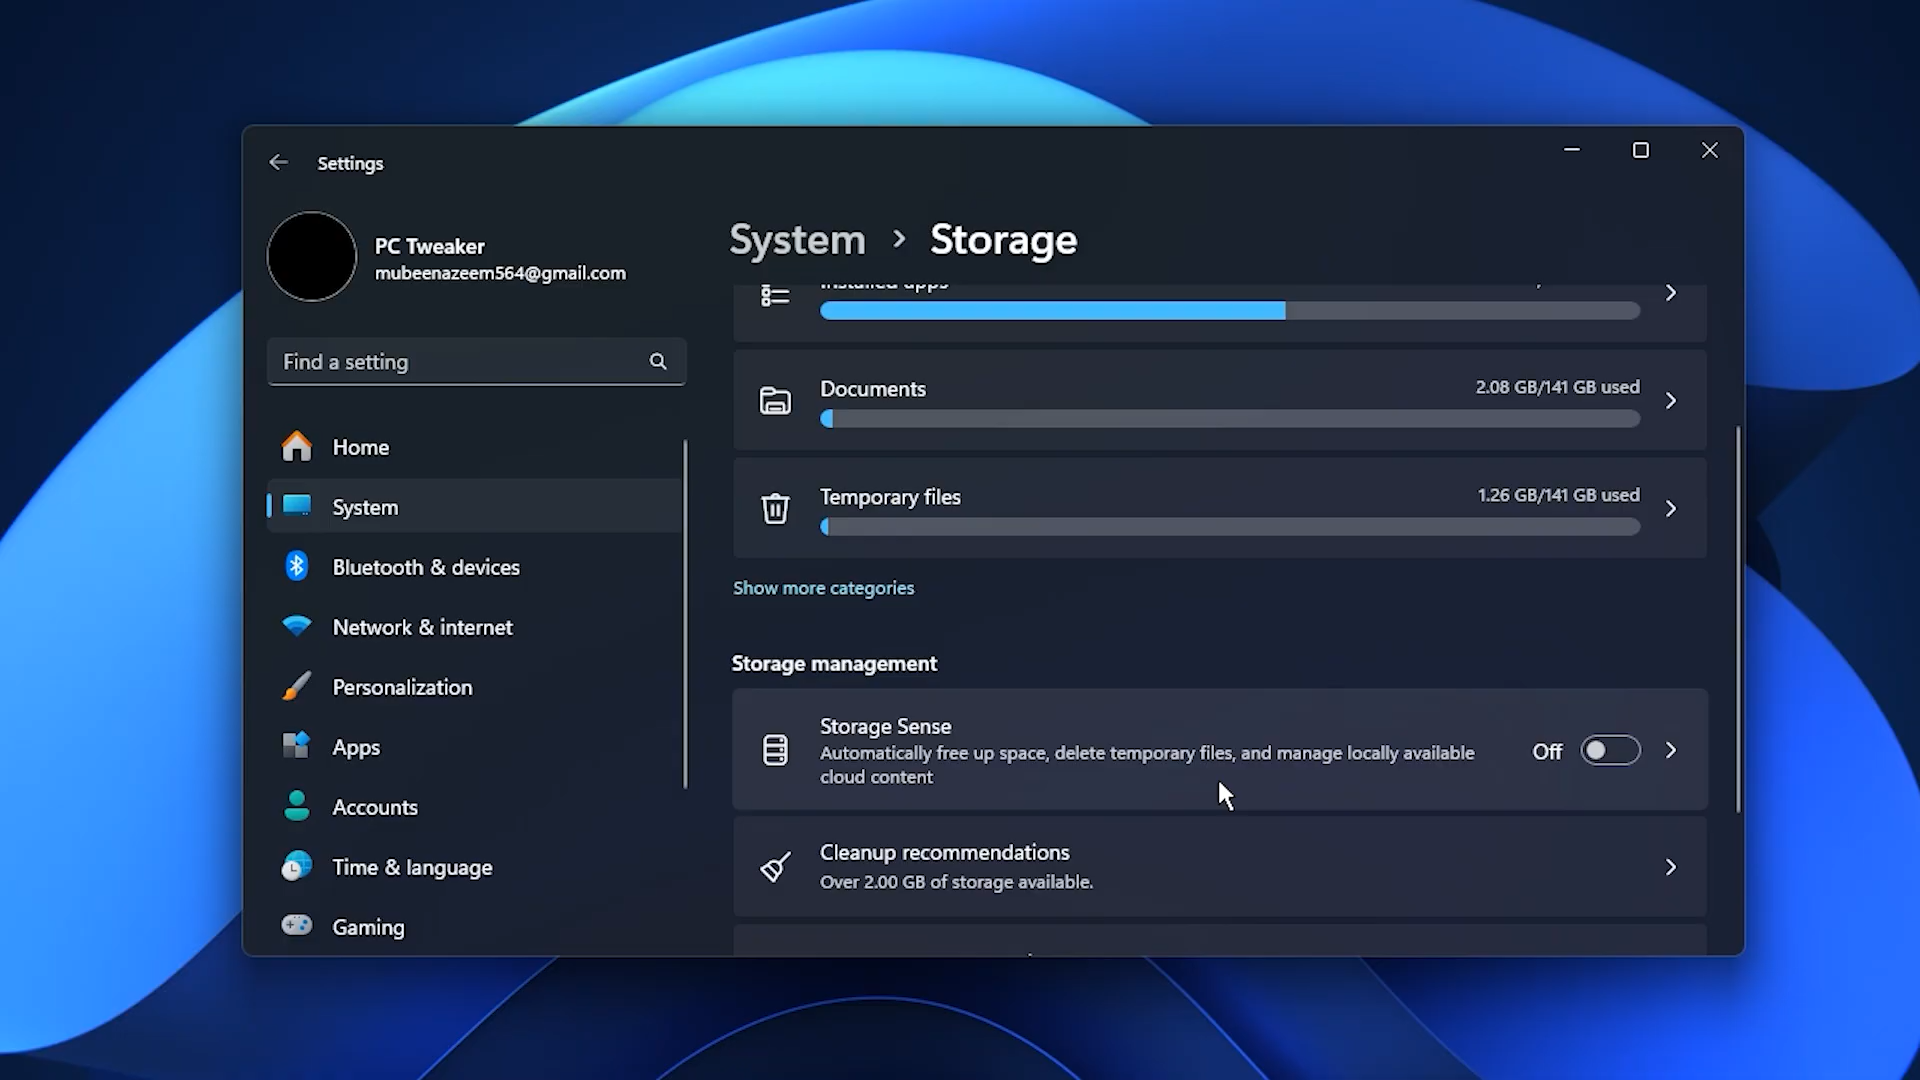 Settings
PC Tweaker
mubeenazeem564@gmail.com
Find a setting
Home
System
Bluetooth & devices
Network & internet
Personalization
Apps
Accounts
Time & language
Gaming
System > Storage
Installed apps
Documents
2.08 GB/141 GB used
Temporary files
1.26 GB/141 GB used
Show more categories
Storage management
Storage Sense
Automatically free up space, delete temporary files, and manage locally available
cloud content
Off
Cleanup recommendations
Over 2.00 GB of storage available.